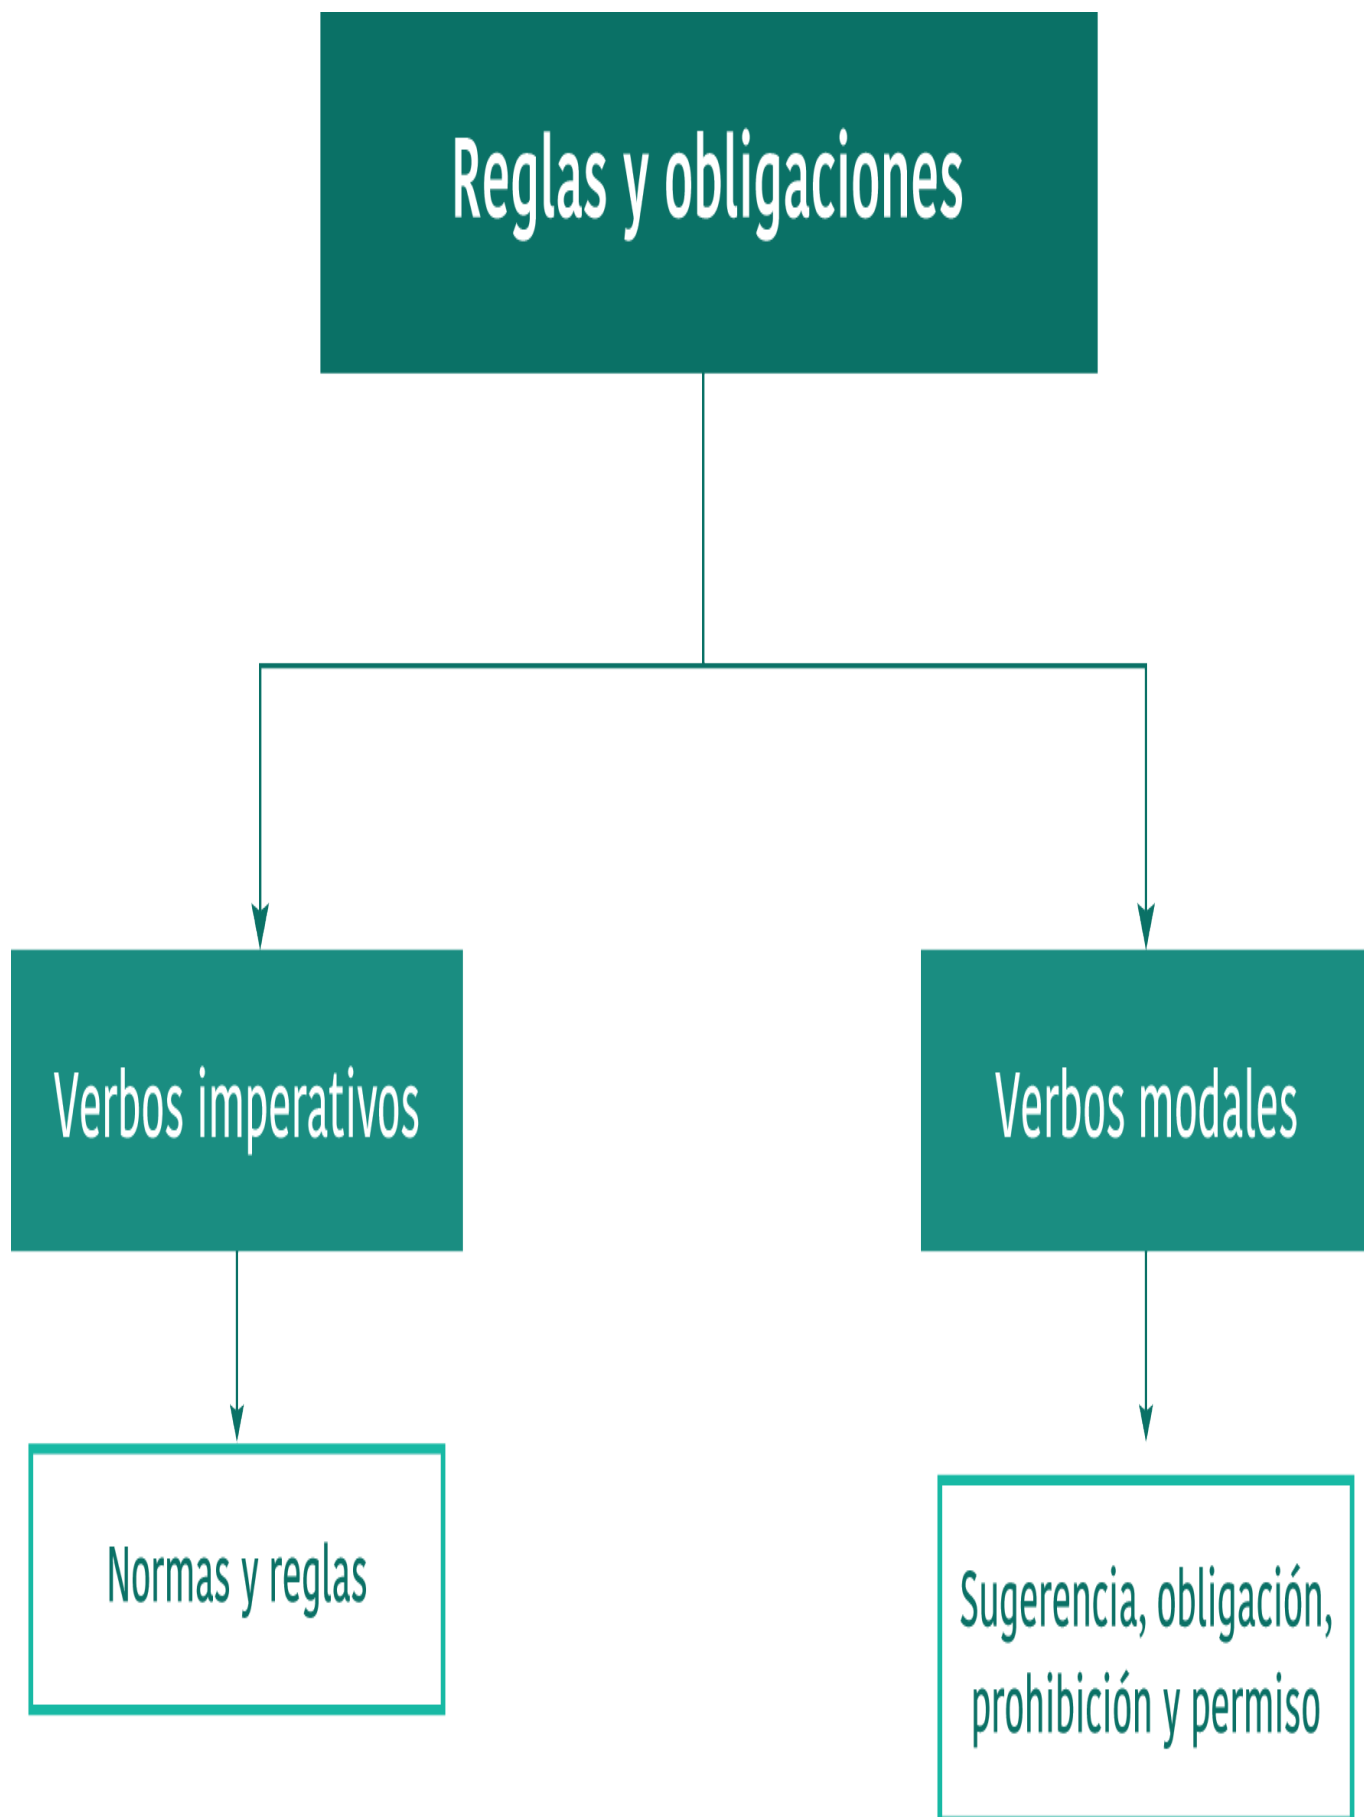 Reglas y obligaciones
Verbos imperativos
Verbos modales
Normas y reglas
Sugerencia, obligación,
prohibición y permiso